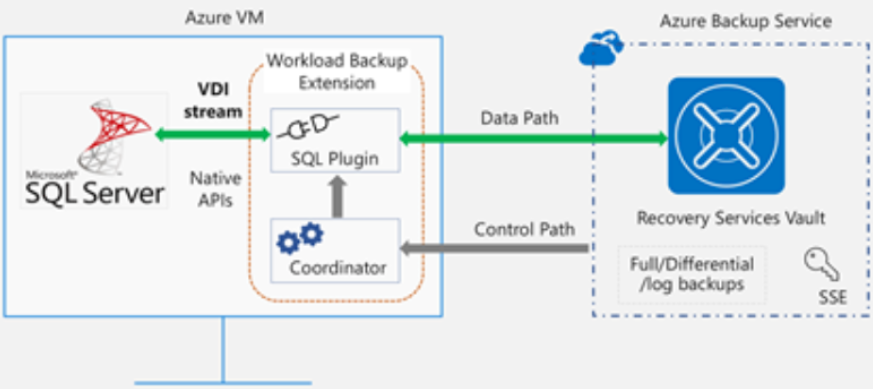 Azure VM
Azure Backup Service
Workload Backup
Extension
VDI
stream
Native
APIs
Microsoft®
SQL Server
SQL Plugin
Coordinator
Data Path
Control Path
Recovery Services Vault
Full/Differential
/log backups
SSE